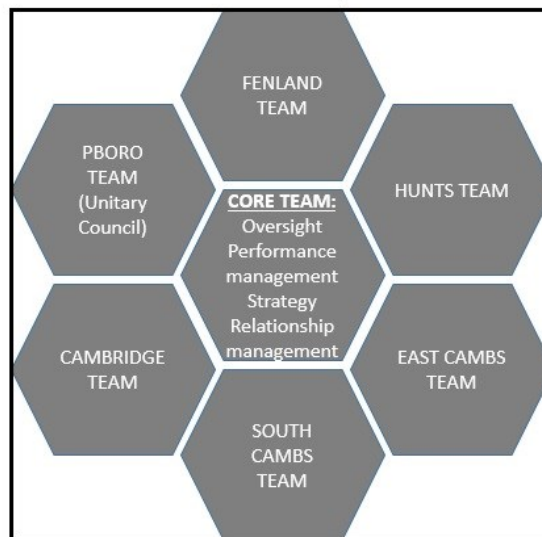 FENLAND
TEAM
PBORO
TEAM
(Unitary
Council)
HUNTS TEAM
CORE TEAM:
Oversight
Performance
management
Strategy
Relationship
management
CAMBRIDGE
TEAM
EAST CAMBS
TEAM
SOUTH
CAMBS
TEAM